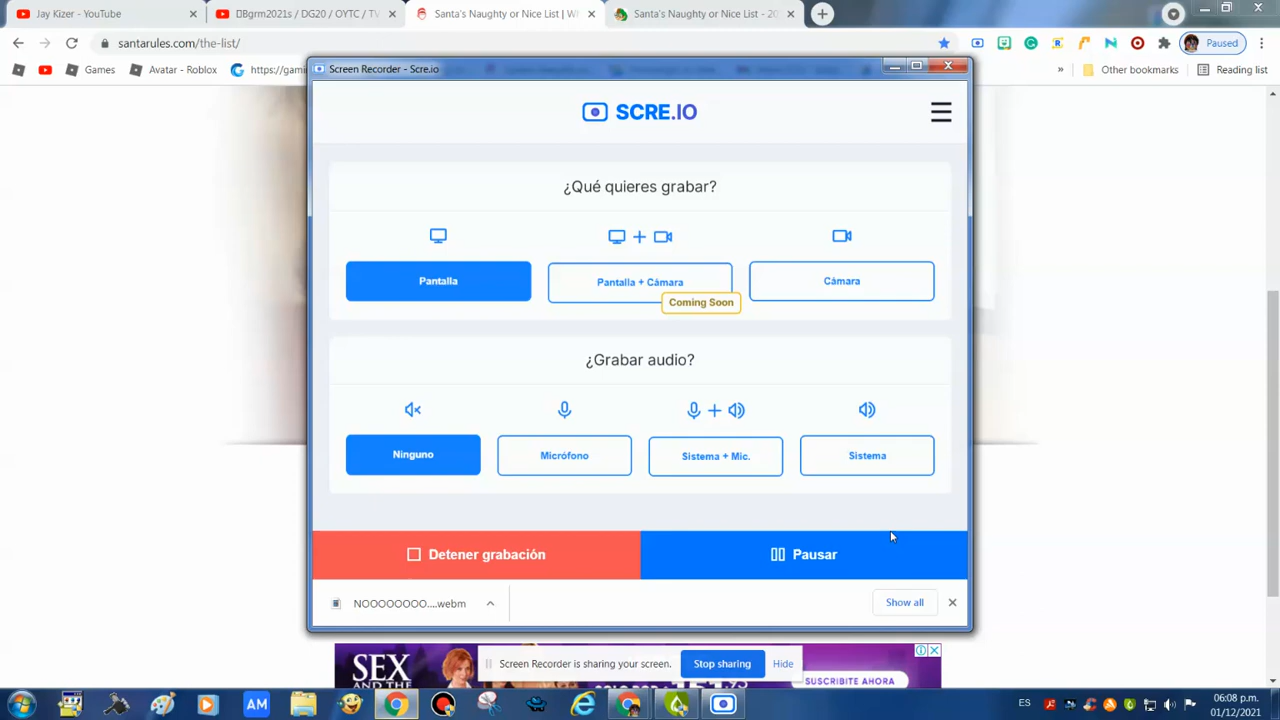 Jay Kizer - YouTube
Bgrm2021s / DG20 / OYTC / TV
Santa's Naughty or Nice List | W
Santa's Naughty or Nice List - 20
santarules.com/the-list/
Paused
Games
Avatar - Roblox
https://gami
»
Other bookmarks
Reading list
Screen Recorder - Scre.io
SCRE.IO
¿Qué quieres grabar?
Pantalla
Pantalla + Cámara
Cámara
Coming Soon
¿Grabar audio?
Ninguno
Micrófono
Sistema + Mic.
Sistema
Detener grabación
Pausar
NOOOOOOOO....webm
Show all
SEX
AND THE
Screen Recorder is sharing your screen.
Stop sharing
Hide
SUSCRIBITE AHORA
AM
ES
06:08 p.m.
01/12/2021